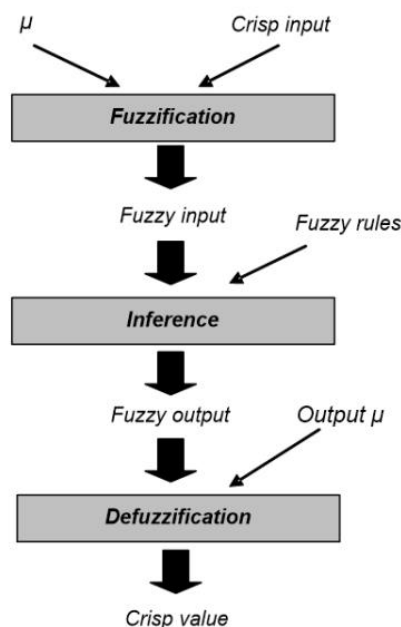 µ
Crisp input
Fuzzification
Fuzzy input
Fuzzy rules
Inference
Fuzzy output
Output µ
Defuzzification
Crisp value